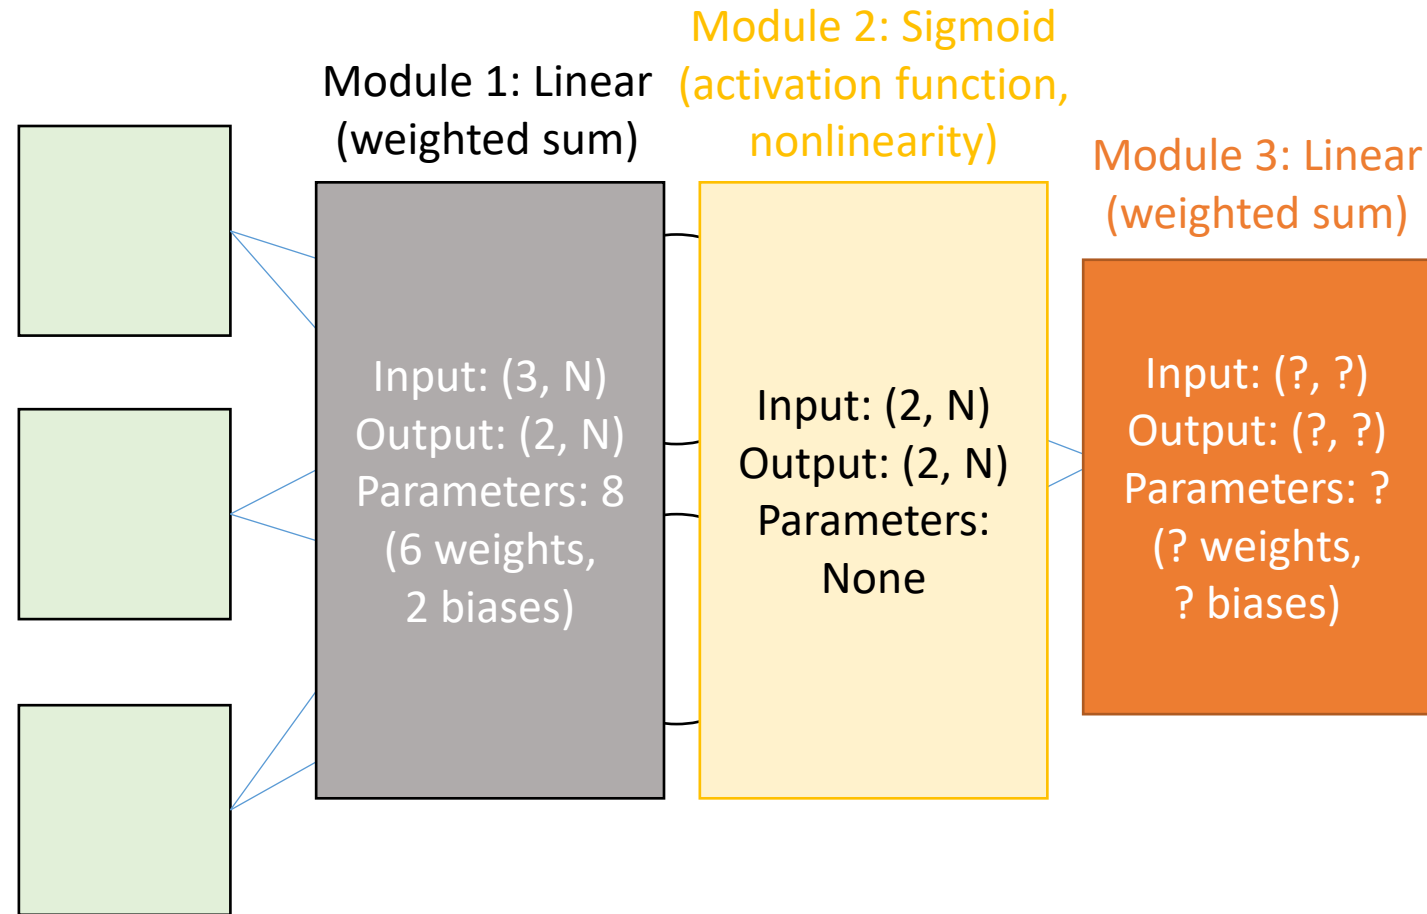 Module 1: Linear
(weighted sum)
Module 2: Sigmoid
(activation function,
nonlinearity)
Module 3: Linear
(weighted sum)
Input: (3, N)
Output: (2, N)
Parameters: 8
(6 weights,
2 biases)
Input: (2, N)
Output: (2, N)
Parameters:
None
Input: (?, ?)
Output: (?, ?)
Parameters: ?
(? weights,
? biases)